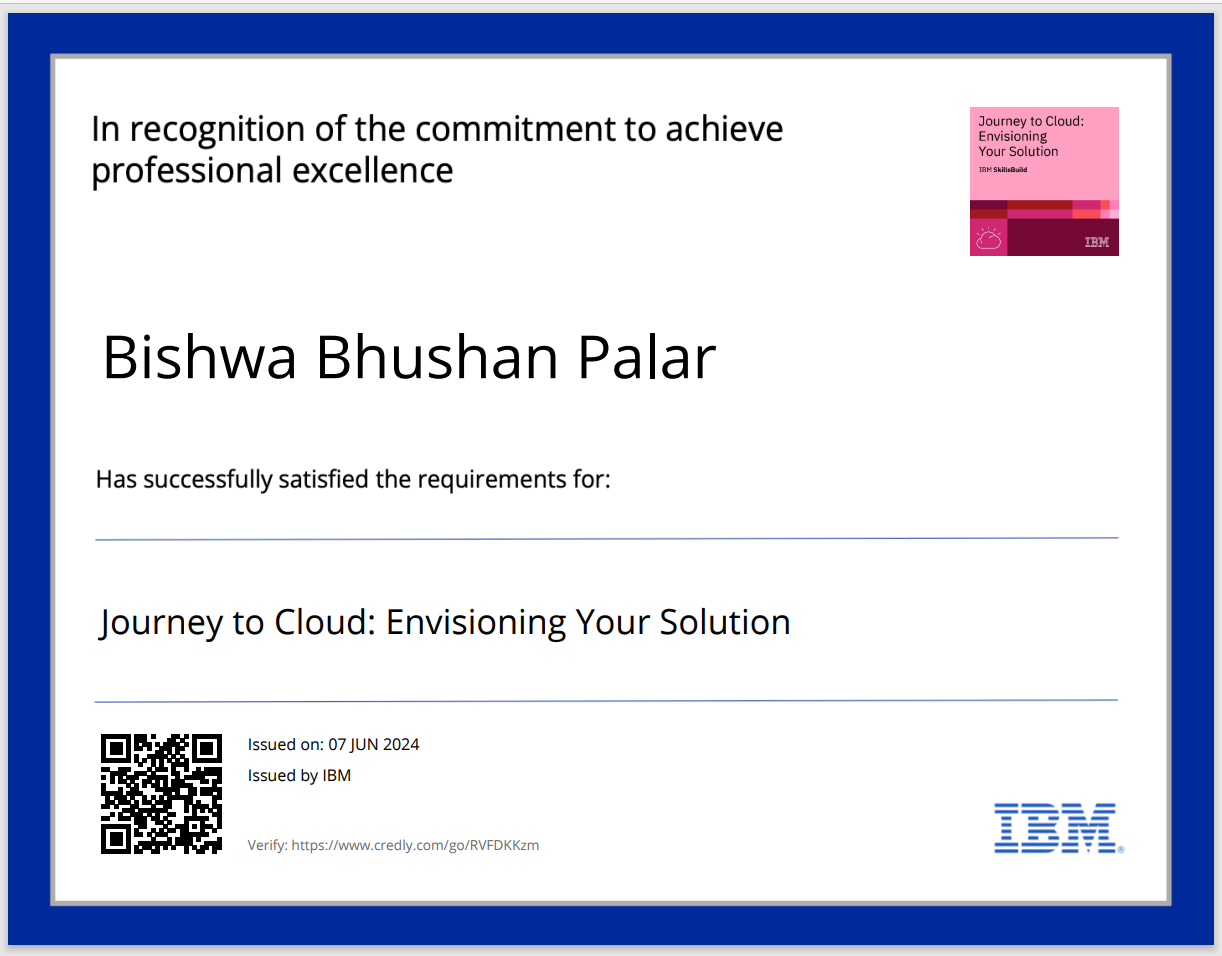 In recognition of the commitment to achieve
professional excellence
Journey to Cloud:
Envisioning
Your Solution
IBM SkillsBuild
IBM
Bishwa Bhushan Palar
Has successfully satisfied the requirements for:
Journey to Cloud: Envisioning Your Solution
Issued on: 07 JUN 2024
Issued by IBM
Verify: https://www.credly.com/go/RVFDKKzm
IBM®